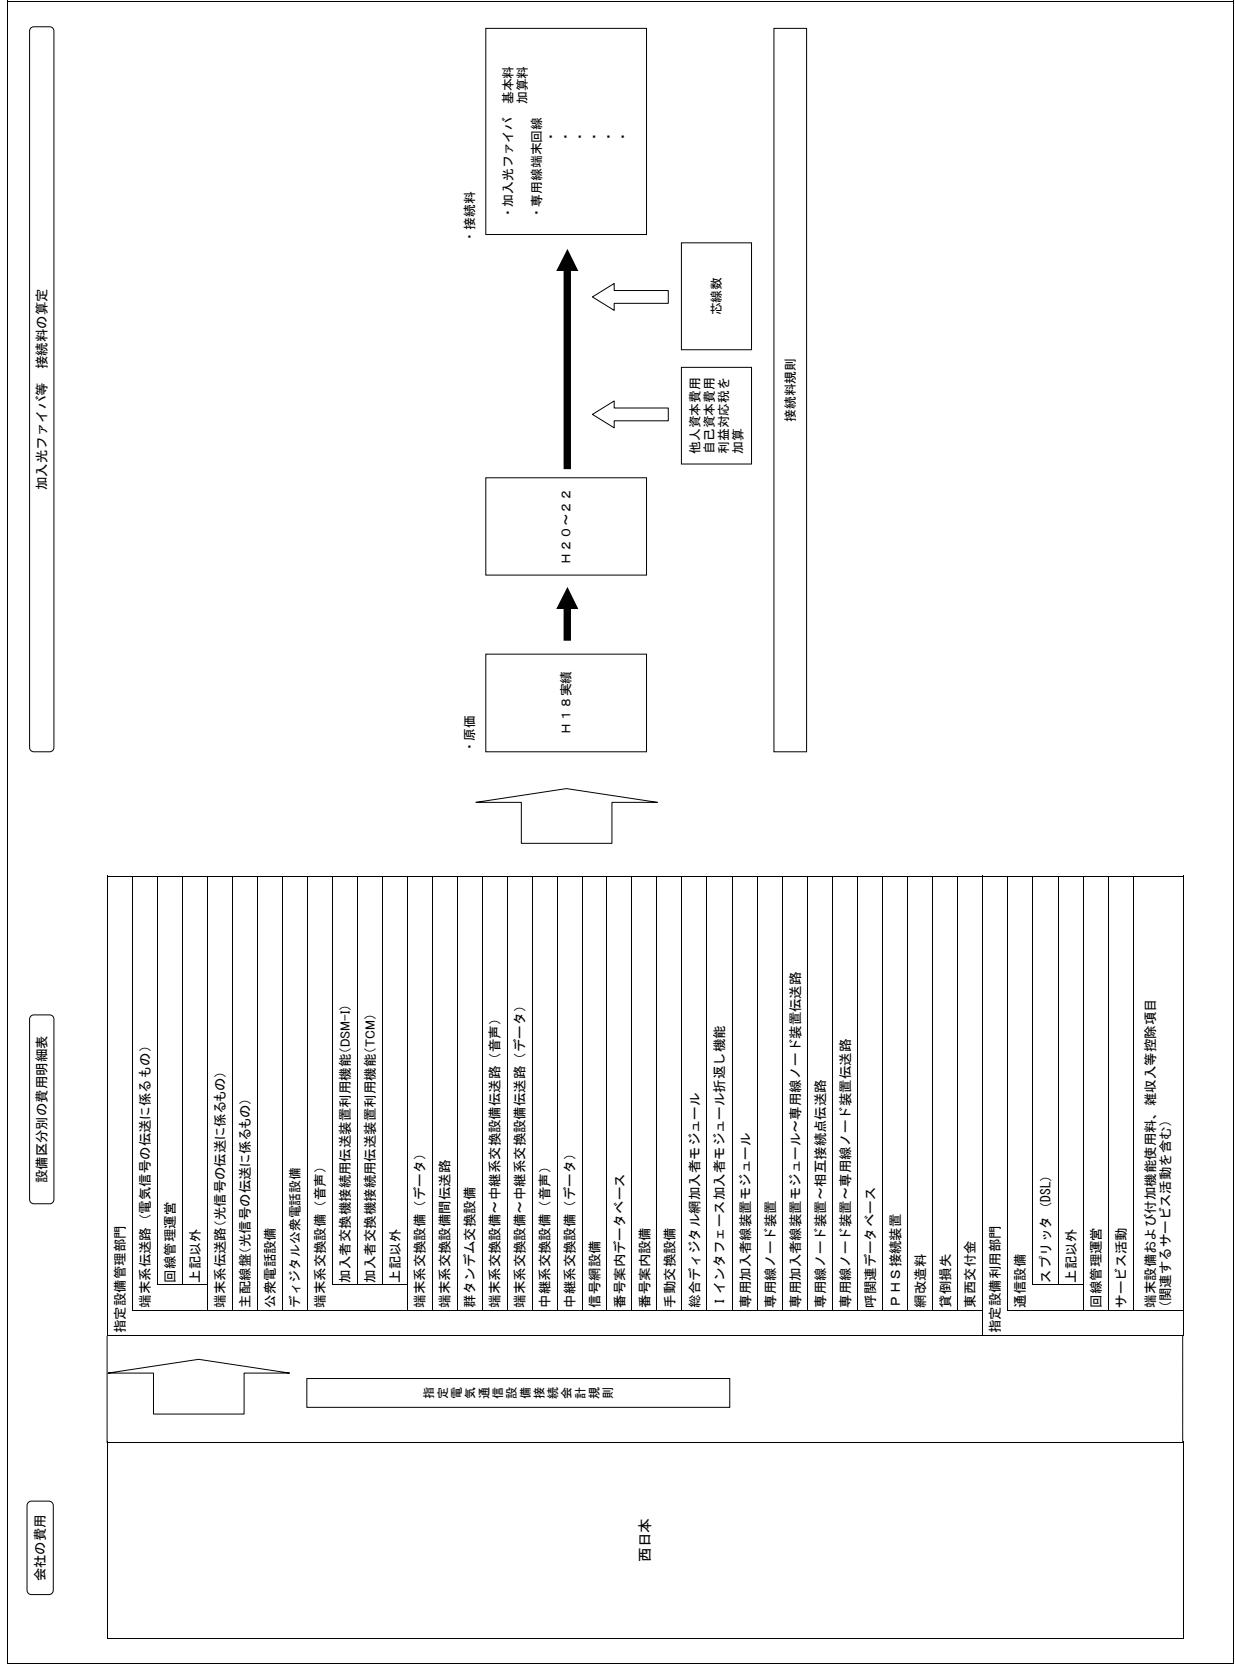 会社の費用
西日本
指定電気通信設備接続会計規則
設備区分別の費用明細表
指定設備管理部門
端末系伝送路（電気信号の伝送に係るもの）
回線管理運営
上記以外
端末系伝送路(光信号の伝送に係るもの)
主配線盤(光信号の伝送に係るもの)
公衆電話設備
ディジタル公衆電話設備
端末系交換設備（音声）
加入者交換機接続用伝送装置利用機能(DSM-I)
加入者交換機接続用伝送装置利用機能(TCM)
上記以外
端末系交換設備（データ）
端末系交換設備間伝送路
群タンデム交換設備
端末系交換設備～中継系交換設備伝送路（音声）
端末系交換設備～中継系交換設備伝送路（データ）
中継系交換設備（音声）
中継系交換設備（データ）
信号網設備
番号案内データベース
番号案内設備
手動交換設備
総合ディジタル網加入者モジュール
Ｉインタフェース加入者モジュール折返し機能
専用加入者線装置モジュール
専用線ノード装置
専用加入者線装置モジュール～専用線ノード装置伝送路
専用線ノード装置～相互接続点伝送路
専用線ノード装置～専用線ノード装置伝送路
呼関連データベース
ＰＨＳ接続装置
網改造料
貸倒損失
東西交付金
指定設備利用部門
通信設備
スプリッタ（DSL）
上記以外
回線管理運営
サービス活動
端末設備および付加機能使用料、雑収入等控除項目
（関連するサービス活動を含む）
加入光ファイバ等　接続料の算定
・原価
Ｈ１８実績
Ｈ２０～２２
他人資本費用
自己資本費用
利益対応税を
加算
芯線数
・接続料
・加入光ファイバ　基本料
加算料
・専用線端末回線
・
・
・
・
・
・
接続料規則